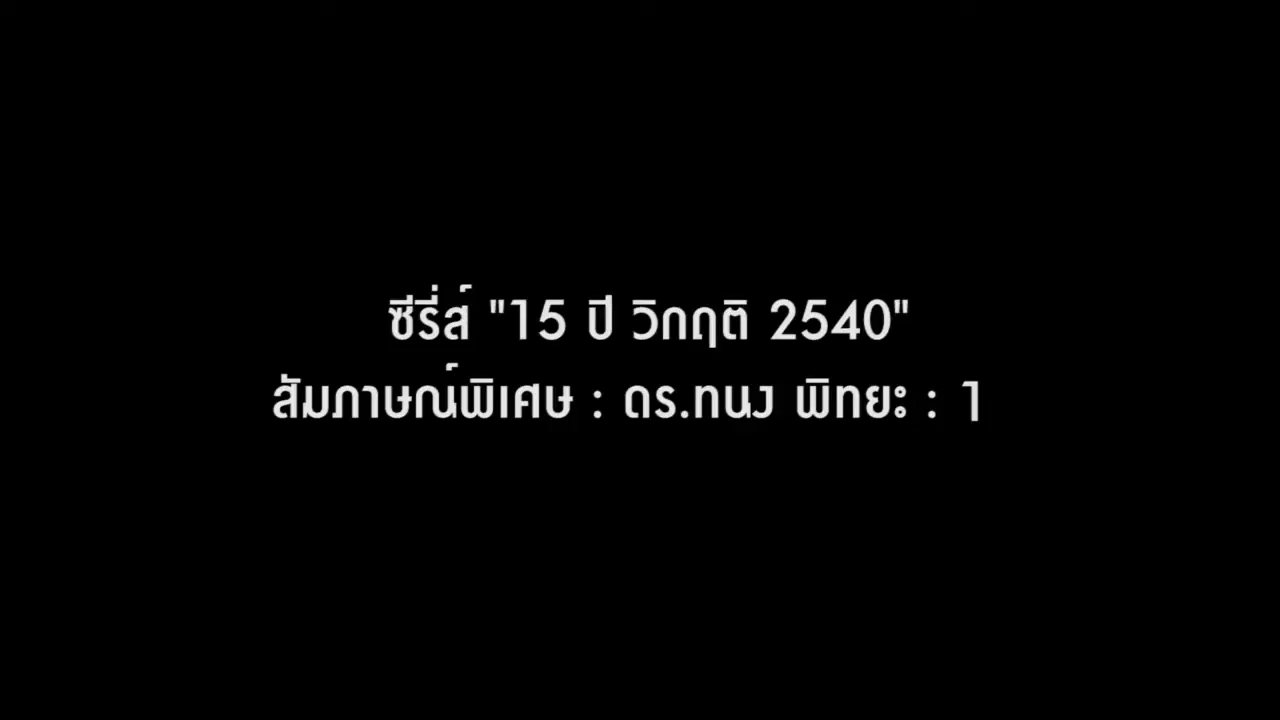 ซีรี่ส์ "15 ปี วิกฤติ 2540"
สัมภาษณ์พิเศษ : ดร.ทนง พิทยะ : 1